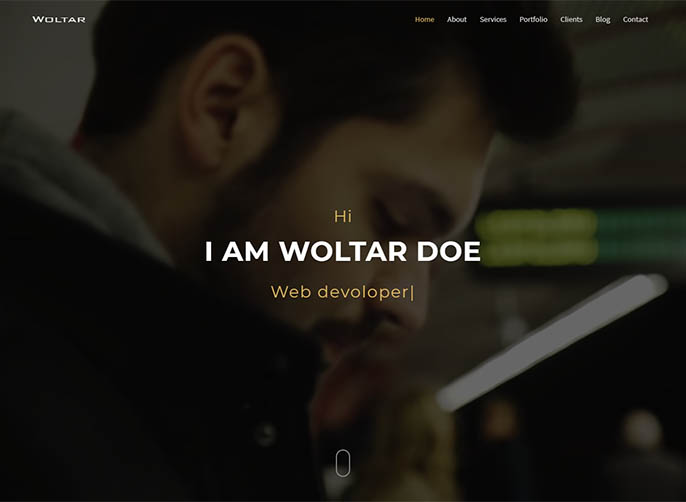 WOLTAR
Home About Services Portfolio Clients Blog Contact
Hi
I AM WOLTAR DOE
Web devoloper|